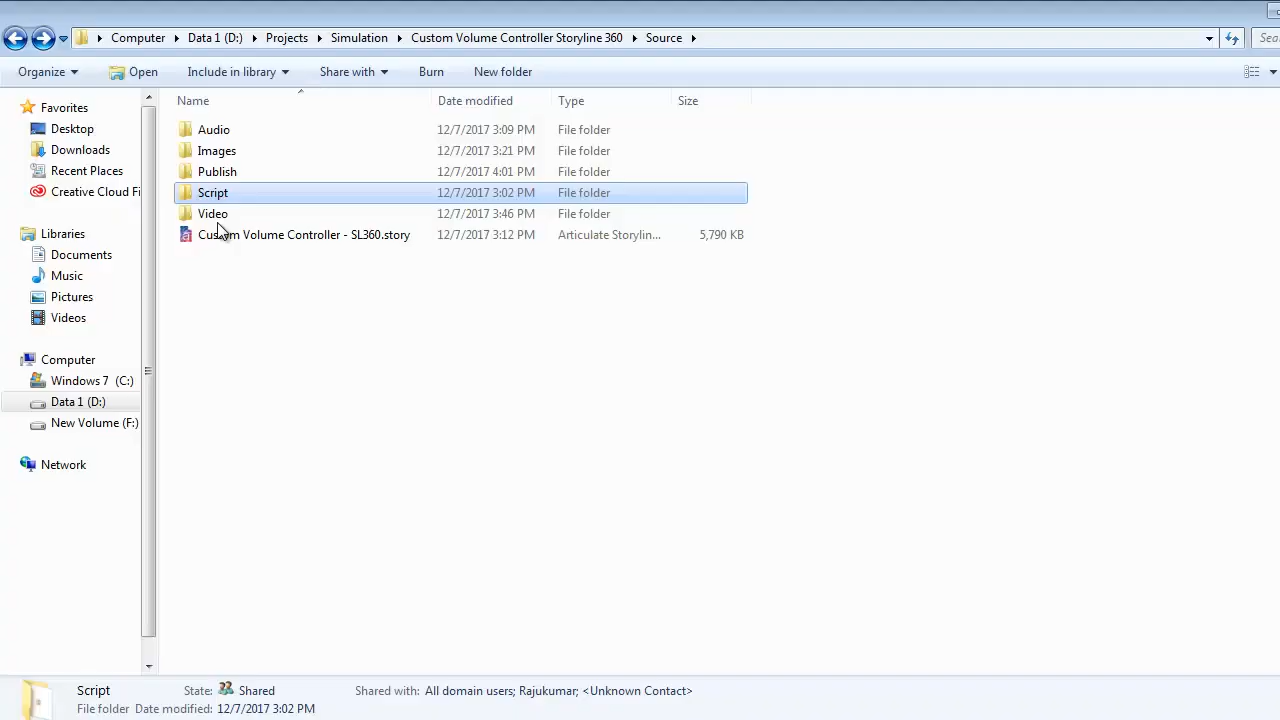 Computer Data 1 (D:) Projects Simulation Custom Volume Controller Storyline 360 Source Sea
Organize Open Include in library Share with Burn New folder
Name Date modified Type Size
Favorites
Desktop
Downloads
Recent Places
Creative Cloud Fi
Libraries
Documents
Music
Pictures
Videos
Computer
Windows 7 (C:)
Data 1 (D:)
New Volume (F:)
Network
Audio 12/7/2017 3:09 PM File folder
Images 12/7/2017 3:21 PM File folder
Publish 12/7/2017 4:01 PM File folder
Script 12/7/2017 3:02 PM File folder
Video 12/7/2017 3:46 PM File folder
Custom Volume Controller - SL360.story 12/7/2017 3:12 PM Articulate Storylin... 5,790 KB
Script State: Shared Shared with: All domain users; Rajukumar; <Unknown Contact>
File folder Date modified: 12/7/2017 3:02 PM